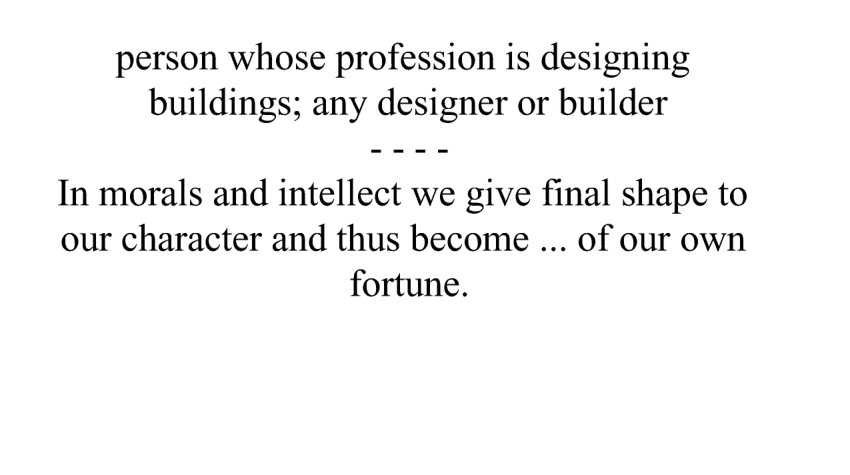 person whose profession is designing
buildings; any designer or builder
- - - -
In morals and intellect we give final shape to
our character and thus become ... of our own
fortune.